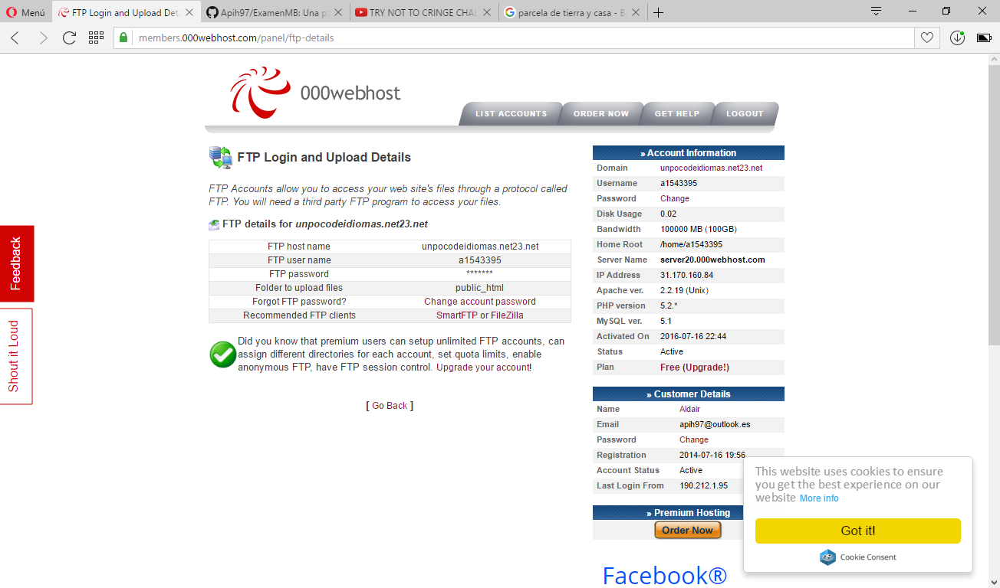 Menú
FTP Login and Upload Deta
Apih97/ExamenMB: Una pá
TRY NOT TO CRINGE CHAL
parcela de tierra y casa - B
members.000webhost.com/panel/ftp-details
000webhost
LIST ACCOUNTS
ORDER NOW
GET HELP
LOGOUT
FTP Login and Upload Details
FTP Accounts allow you to access your web site's files through a protocol called
FTP. You will need a third party FTP program to access your files.
FTP details for unpocodeidiomas.net23.net
FTP host name unpocodeidiomas.net23.net
FTP user name a1543395
FTP password *******
Folder to upload files public_html
Forgot FTP password? Change account password
Recommended FTP clients SmartFTP or FileZilla
Did you know that premium users can setup unlimited FTP accounts, can
assign different directories for each account, set quota limits, enable
anonymous FTP, have FTP session control. Upgrade your account!
[ Go Back ]
Feedback
Shout it Loud
» Account Information
Domain unpocodeidiomas.net23.net
Username a1543395
Password Change
Disk Usage 0.02
Bandwidth 100000 MB (100GB)
Home Root /home/a1543395
Server Name server20.000webhost.com
IP Address 31.170.160.84
Apache ver. 2.2.19 (Unix)
PHP version 5.2.*
MySQL ver. 5.1
Activated On 2016-07-16 22:44
Status Active
Plan Free (Upgrade!)
» Customer Details
Name Aldair
Email apih97@outlook.es
Password Change
Registration 2014-07-16 19:56
Account Status Active
Last Login From 190.212.1.95
» Premium Hosting
Order Now
Facebook®
This website uses cookies to ensure
you get the best experience on our
website More info
Got it!
Cookie Consent